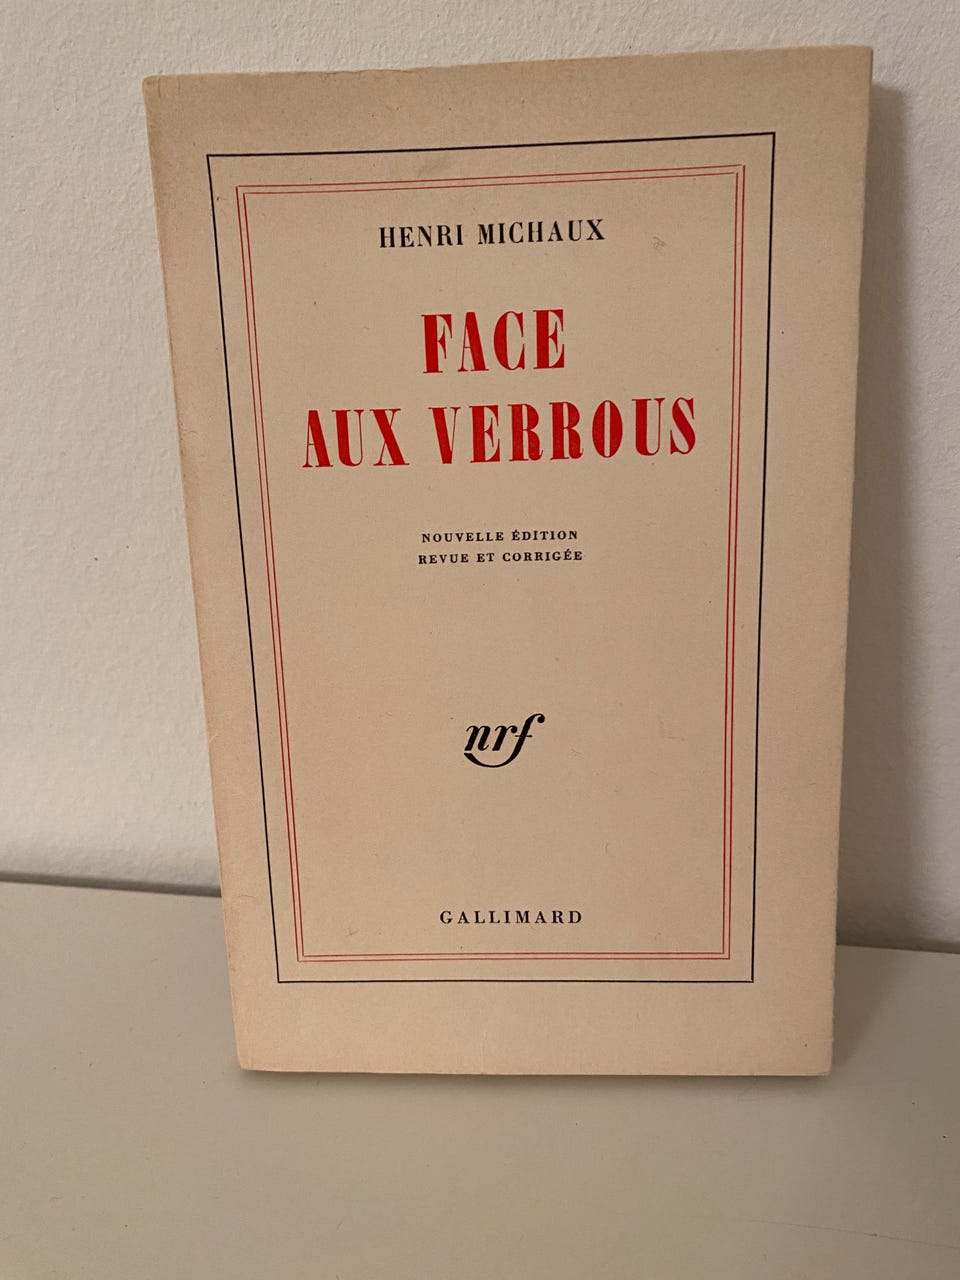 HENRI MICHAUX
FACE
AUX VERROUS
NOUVELLE ÉDITION
REVUE ET CORRIGÉE
nrf
GALLIMARD